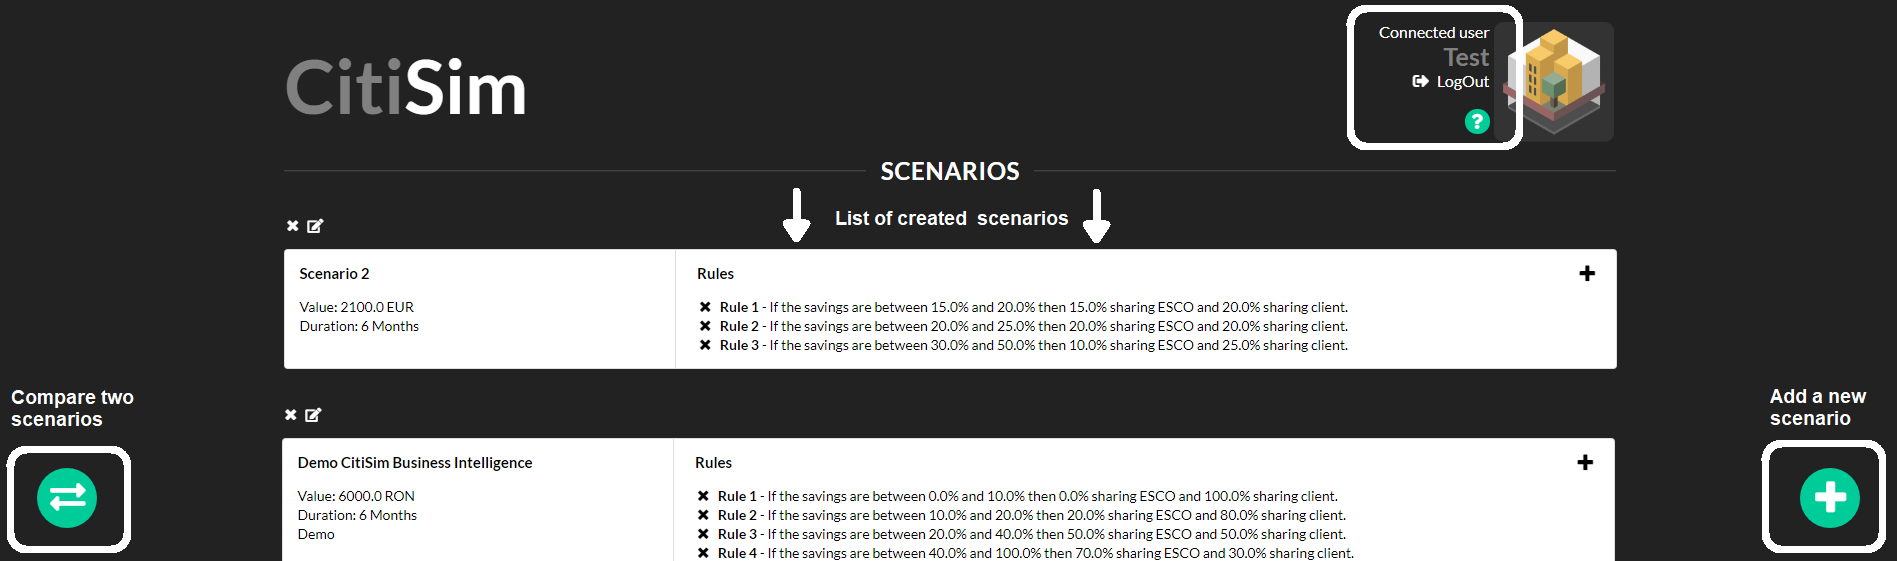 CitiSim
Connected user
Test
LogOut
?
SCENARIOS
List of created scenarios
Scenario 2
Value: 2100.0 EUR
Duration: 6 Months
Rules
Rule 1 - If the savings are between 15.0% and 20.0% then 15.0% sharing ESCO and 20.0% sharing client.
Rule 2 - If the savings are between 20.0% and 25.0% then 20.0% sharing ESCO and 20.0% sharing client.
Rule 3 - If the savings are between 30.0% and 50.0% then 10.0% sharing ESCO and 25.0% sharing client.
Compare two
scenarios
Add a new
scenario
Demo CitiSim Business Intelligence
Value: 6000.0 RON
Duration: 6 Months
Demo
Rules
Rule 1 - If the savings are between 0.0% and 10.0% then 0.0% sharing ESCO and 100.0% sharing client.
Rule 2 - If the savings are between 10.0% and 20.0% then 20.0% sharing ESCO and 80.0% sharing client.
Rule 3 - If the savings are between 20.0% and 40.0% then 50.0% sharing ESCO and 50.0% sharing client.
Rule 4 - If the savings are between 40.0% and 100.0% then 70.0% sharing ESCO and 30.0% sharing client.